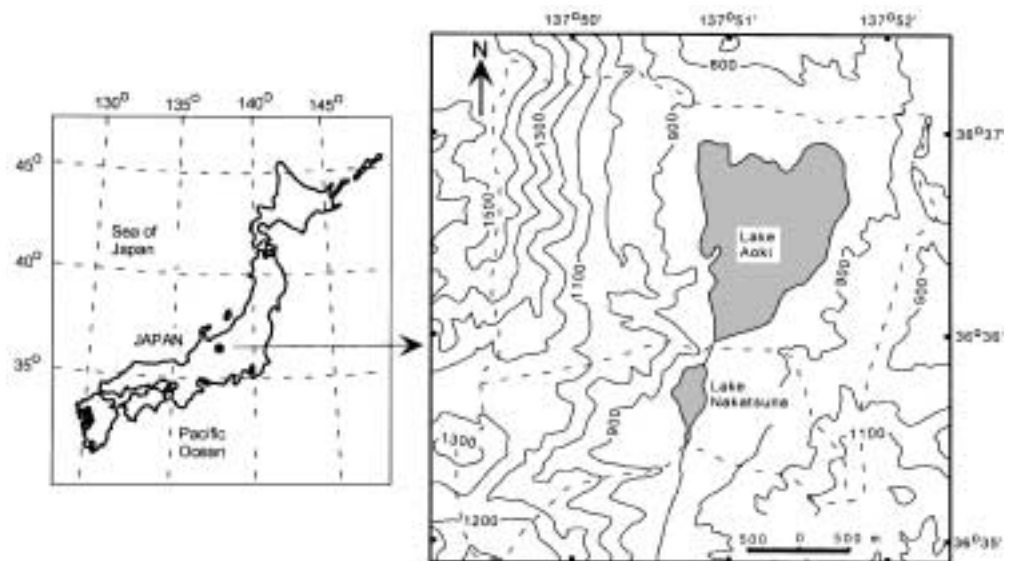 130°
135°
140°
145°
45°
40°
35°
Sea of
Japan
JAPAN
Pacific
Ocean
137°50'
137°51'
137°52'
N
800
1300
900
36°37'
1500
Lake
Aoki
1100
800
900
36°36'
Lake
Nakatsuna
900
1300
1100
1200
500 0 500 m
36°35'